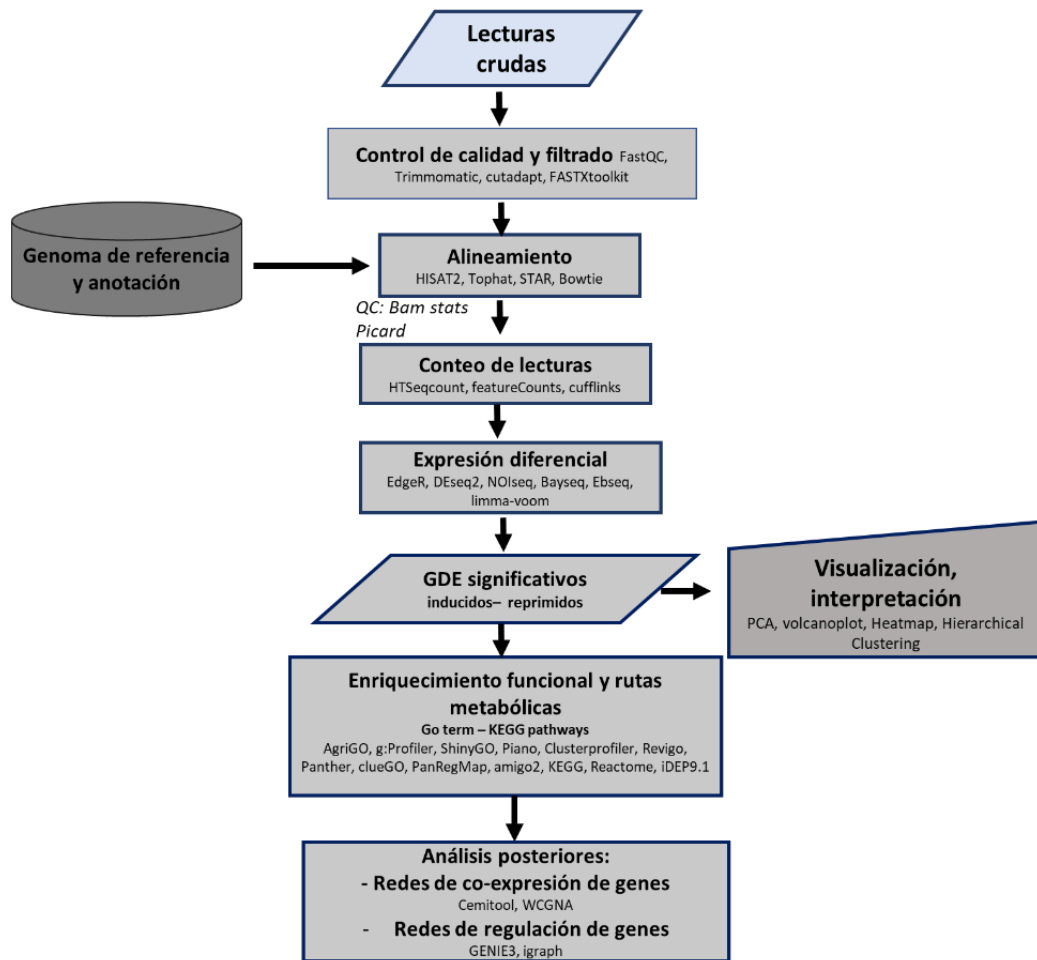 Lecturas
crudas
Control de calidad y filtrado FastQC,
Trimmomatic, cutadapt, FASTXtoolkit
Genoma de referencia
y anotación
Alineamiento
HISAT2, Tophat, STAR, Bowtie
QC: Bam stats
Picard
Conteo de lecturas
HTSeqcount, featureCounts, cufflinks
Expresión diferencial
EdgeR, DEseq2, NOIseq, Bayseq, Ebseq,
limma-voom
GDE significativos
inducidos– reprimidos
Visualización,
interpretación
PCA, volcanoplot, Heatmap, Hierarchical
Clustering
Enriquecimiento funcional y rutas
metabólicas
Go term – KEGG pathways
AgriGO, g:Profiler, ShinyGO, Piano, Clusterprofiler, Revigo,
Panther, clueGO, PanRegMap, amigo2, KEGG, Reactome, iDEP9.1
Análisis posteriores:
- Redes de co-expresión de genes
Cemitool, WCGNA
- Redes de regulación de genes
GENIE3, igraph